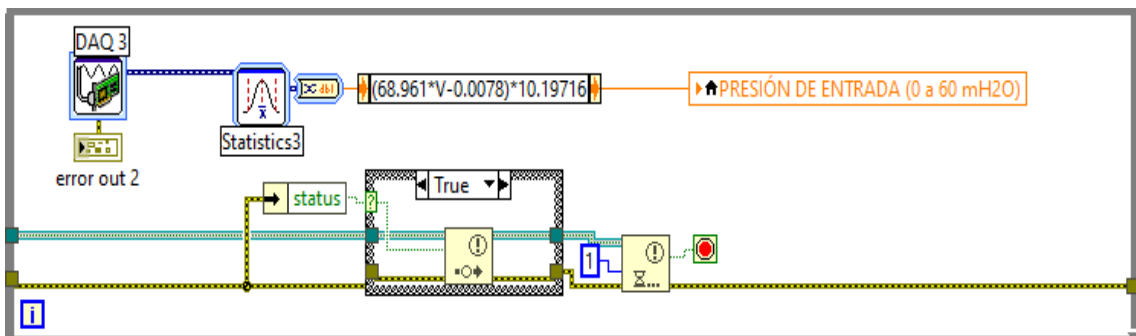 DAQ 3
dbl
(68.961*V-0.0078)*10.19716
PRESIÓN DE ENTRADA (0 a 60 mH2O)
Statistics3
error out 2
True
status
?
1
i